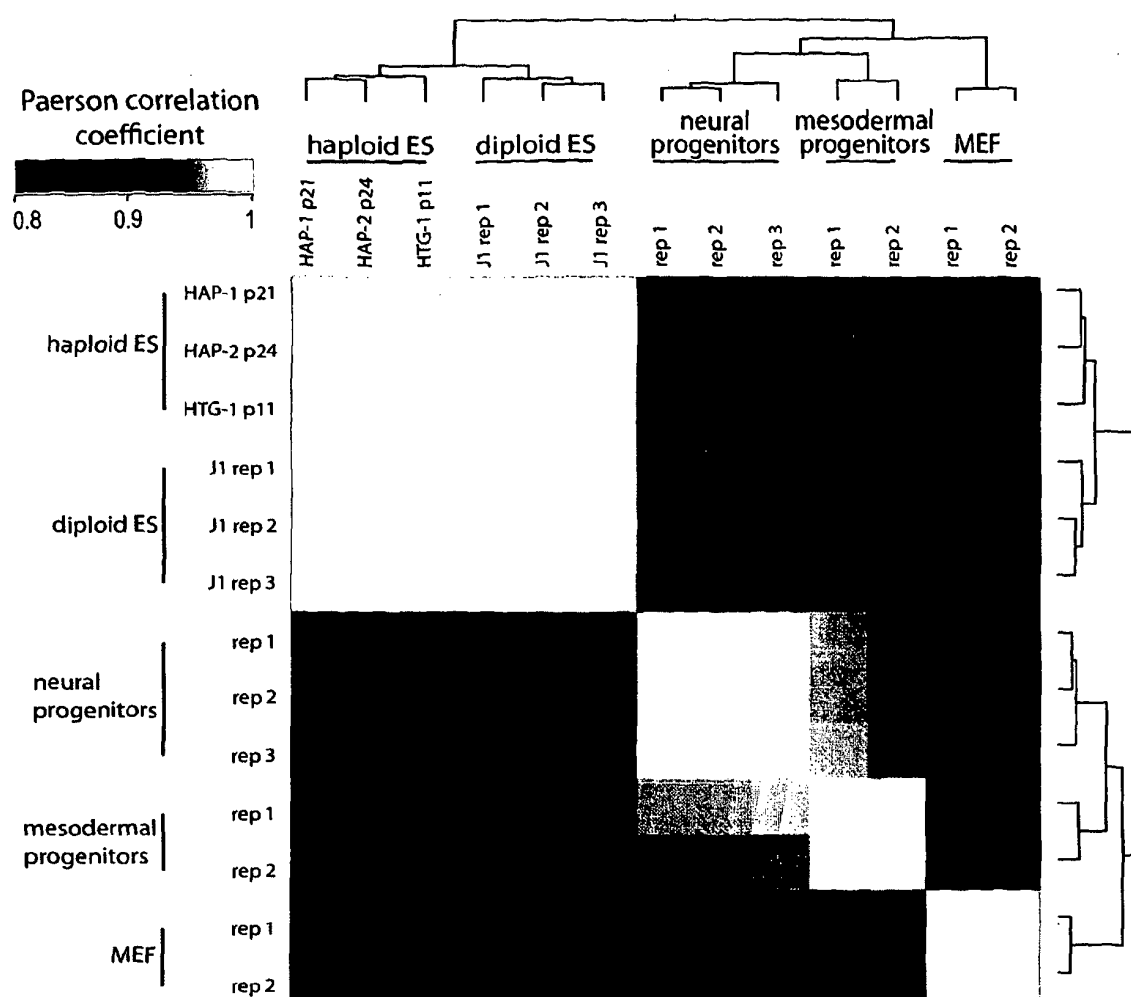 Paerson correlation
coefficient
0.8 0.9 1
haploid ES
diploid ES
neural
progenitors
mesodermal
progenitors
MEF
HAP-1 p21
HAP-2 p24
HTG-1 p11
J1 rep 1
J1 rep 2
J1 rep 3
rep 1
rep 2
rep 3
rep 1
rep 2
rep 1
rep 2
haploid ES
HAP-1 p21
HAP-2 p24
HTG-1 p11
diploid ES
J1 rep 1
J1 rep 2
J1 rep 3
neural
progenitors
rep 1
rep 2
rep 3
mesodermal
progenitors
rep 1
rep 2
MEF
rep 1
rep 2